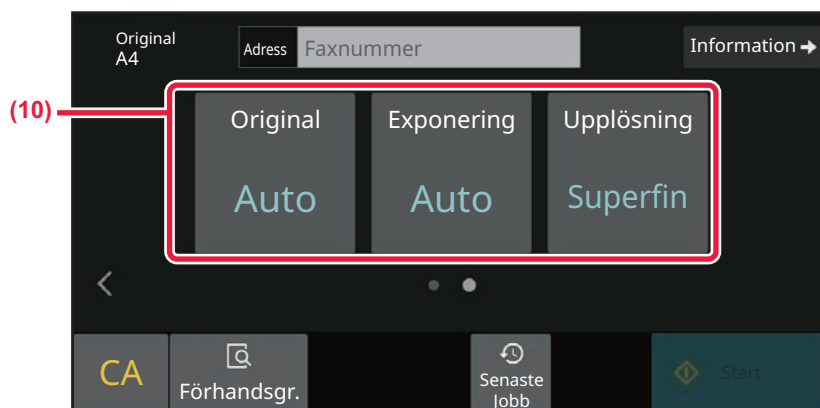 Original
A4
Adress Faxnummer
Information
(10)
Original Exponering Upplösning
Auto Auto Superfin
CA
Förhandsgr.
Senaste
Jobb
Start